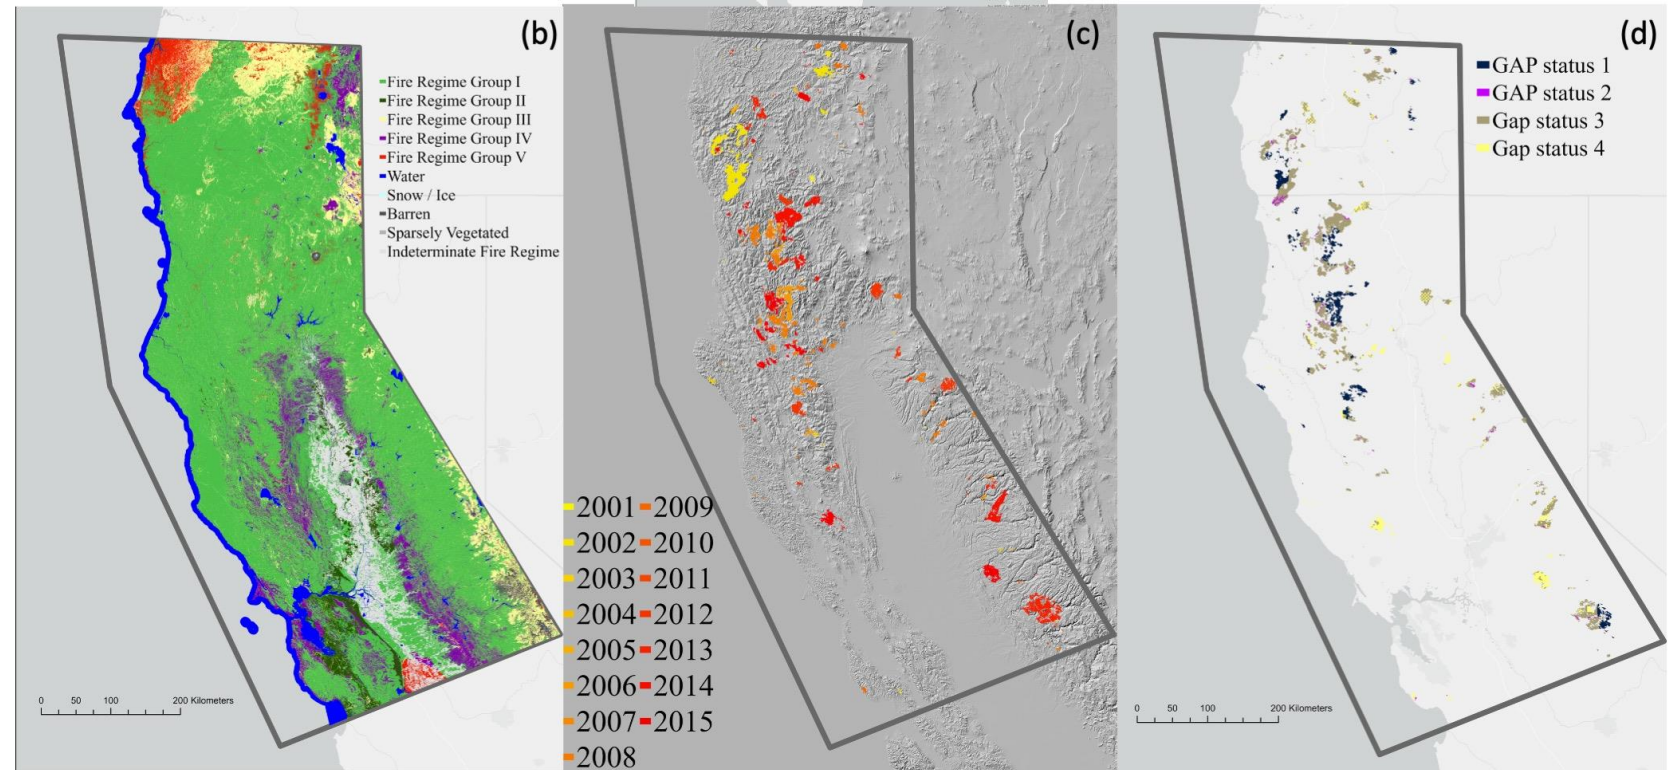 (b)
Fire Regime Group I
Fire Regime Group II
Fire Regime Group III
Fire Regime Group IV
Fire Regime Group V
Water
Snow / Ice
Barren
Sparsely Vegetated
Indeterminate Fire Regime
0 50 100 200 Kilometers
(c)
2001 2009
2002 2010
2003 2011
2004 2012
2005 2013
2006 2014
2007 2015
2008
(d)
GAP status 1
GAP status 2
Gap status 3
Gap status 4
0 50 100 200 Kilometers